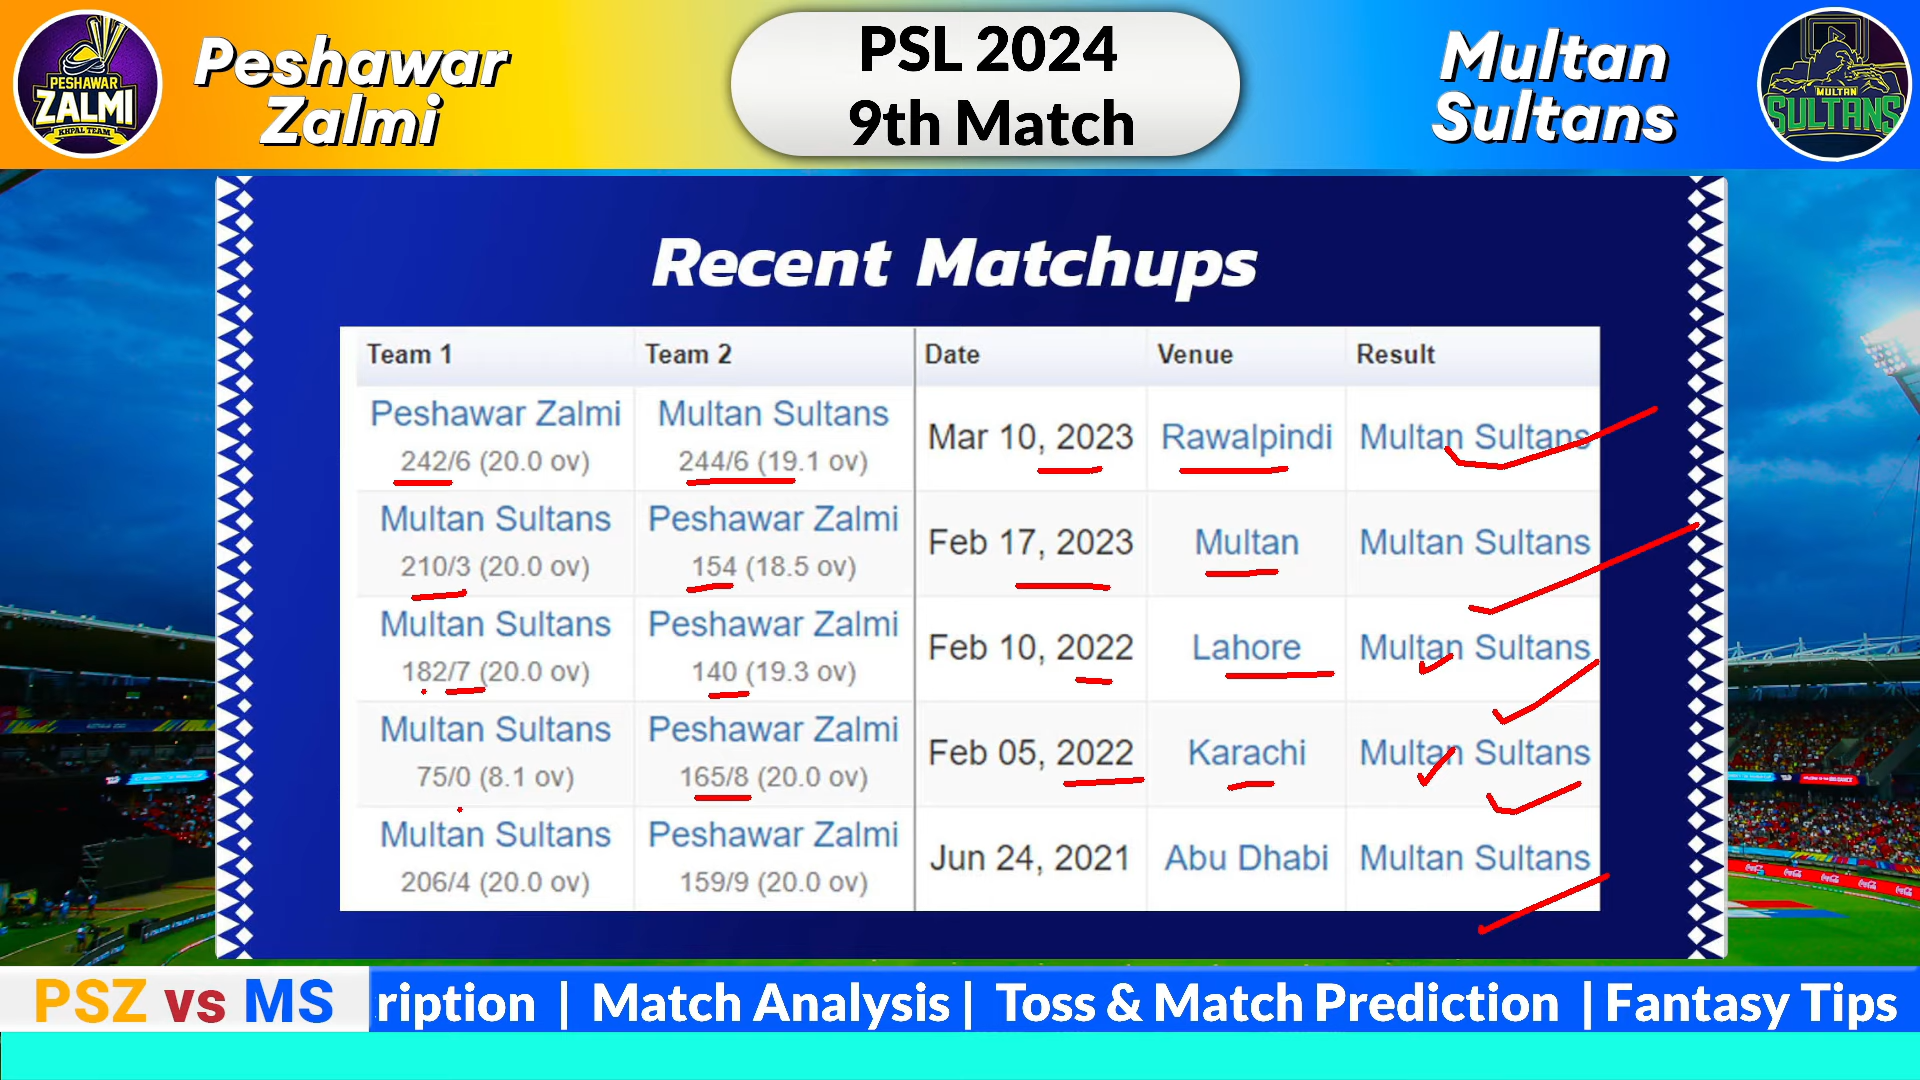 PESHAWAR
ZALMI
KHPAL TEAM
Peshawar
Zalmi
PSL 2024
9th Match
Multan
Sultans
MULTAN
SULTANS
Recent Matchups
Team 1 Team 2 Date Venue Result
Peshawar Zalmi Multan Sultans
242/6 (20.0 ov) 244/6 (19.1 ov) Mar 10, 2023 Rawalpindi Multan Sultans
Multan Sultans Peshawar Zalmi
210/3 (20.0 ov) 154 (18.5 ov) Feb 17, 2023 Multan Multan Sultans
Multan Sultans Peshawar Zalmi
182/7 (20.0 ov) 140 (19.3 ov) Feb 10, 2022 Lahore Multan Sultans
Multan Sultans Peshawar Zalmi
75/0 (8.1 ov) 165/8 (20.0 ov) Feb 05, 2022 Karachi Multan Sultans
Multan Sultans Peshawar Zalmi
206/4 (20.0 ov) 159/9 (20.0 ov) Jun 24, 2021 Abu Dhabi Multan Sultans
PSZ vs MS ription | Match Analysis | Toss & Match Prediction | Fantasy Tips